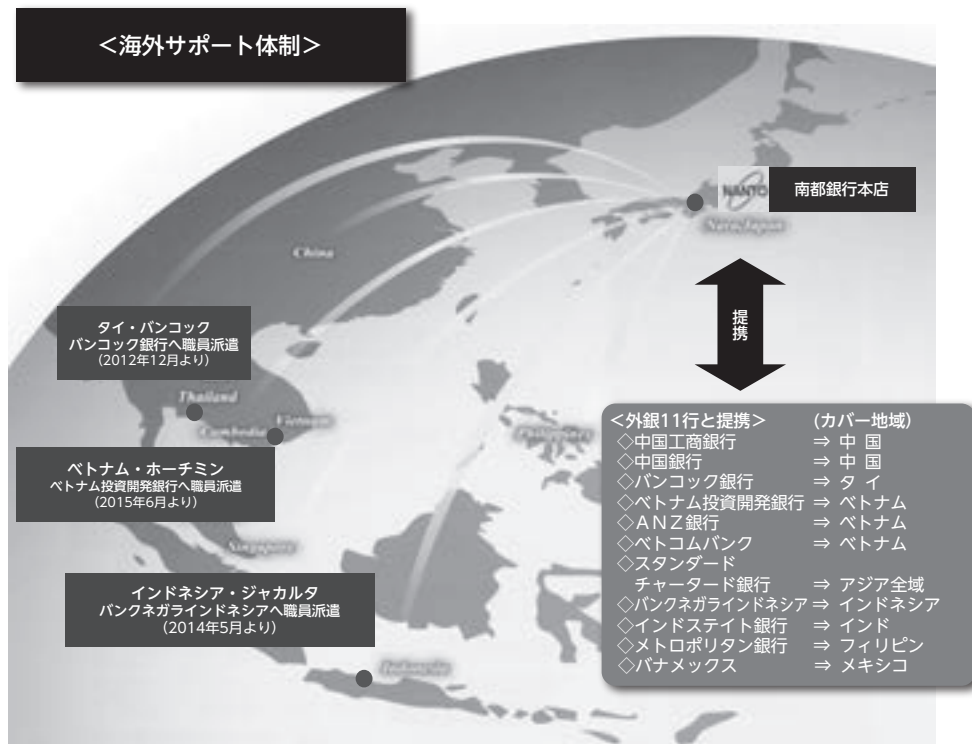 ＜海外サポート体制＞
NANTO
南都銀行本店
Nara,Japan
China
提携
タイ・バンコック
バンコック銀行へ職員派遣
（2012年12月より）
Thailand
Vietnam
Cambodia
Philippines
ベトナム・ホーチミン
ベトナム投資開発銀行へ職員派遣
（2015年6月より）
Singapore
インドネシア・ジャカルタ
バンクネガラインドネシアへ職員派遣
（2014年5月より）
Indonesia
＜外銀11行と提携＞ (カバー地域)
◇中国工商銀行 ⇒ 中 国
◇中国銀行 ⇒ 中 国
◇バンコック銀行 ⇒ タ イ
◇ベトナム投資開発銀行 ⇒ ベトナム
◇ＡＮＺ銀行 ⇒ ベトナム
◇ベトコムバンク ⇒ ベトナム
◇スタンダード
チャータード銀行 ⇒ アジア全域
◇バンクネガラインドネシア ⇒ インドネシア
◇インドステイト銀行 ⇒ インド
◇メトロポリタン銀行 ⇒ フィリピン
◇バナメックス ⇒ メキシコ